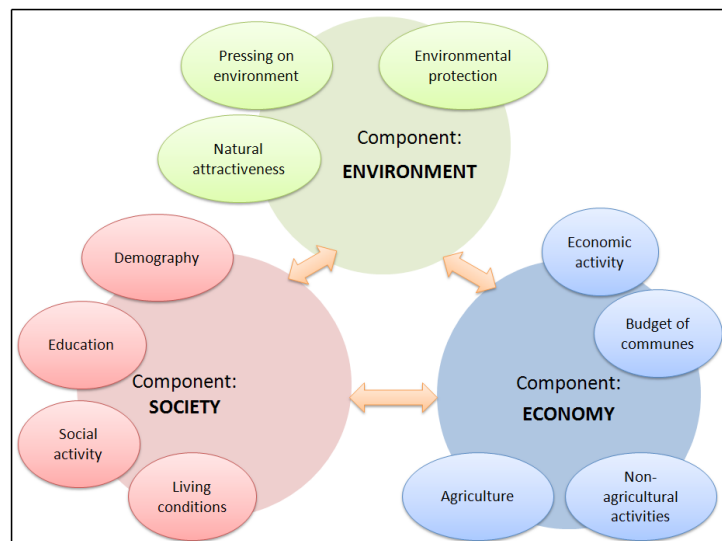 Pressing on
environment
Environmental
protection
Natural
attractiveness
Component:
ENVIRONMENT
Demography
Education
Social
activity
Living
conditions
Component:
SOCIETY
Economic
activity
Budget of
communes
Component:
ECONOMY
Agriculture
Non-
agricultural
activities